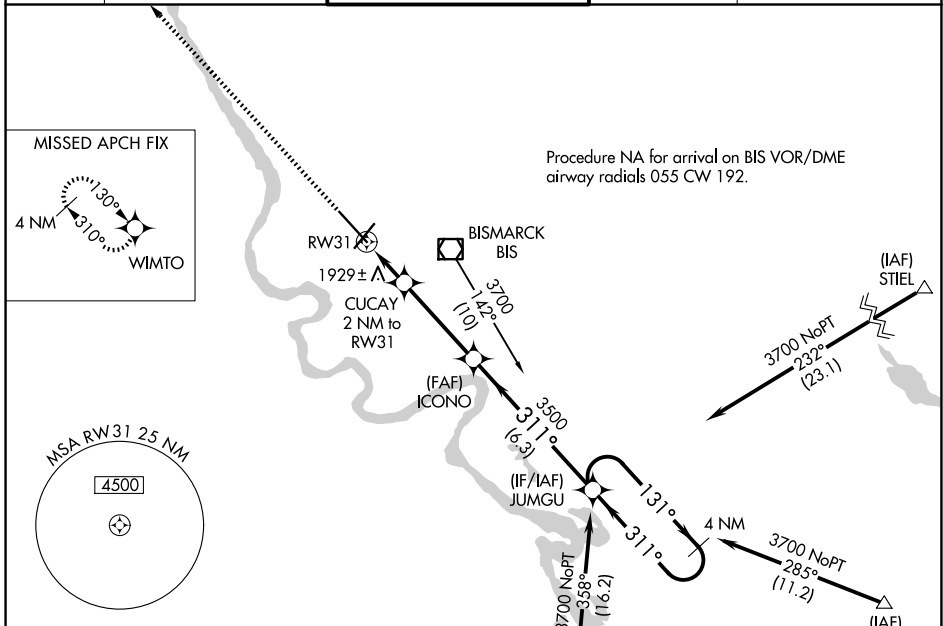 MISSED APCH FIX
130°
4 NM
310°
WIMTO
Procedure NA for arrival on BIS VOR/DME
airway radials 055 CW 192.
RW31
BISMARCK
BIS
1929±
CUCAY
2 NM to
RW31
3700
142°
(10)
(IAF)
STIEL
3700 NoPT
232°
(23.1)
(FAF)
ICONO
3500
311°
(6.3)
MSA RW31 25 NM
4500
(IF/IAF)
JUMGU
131°
311°
4 NM
3700 NoPT
285°
(11.2)
3700 NoPT
358°
(16.2)
(IAF)